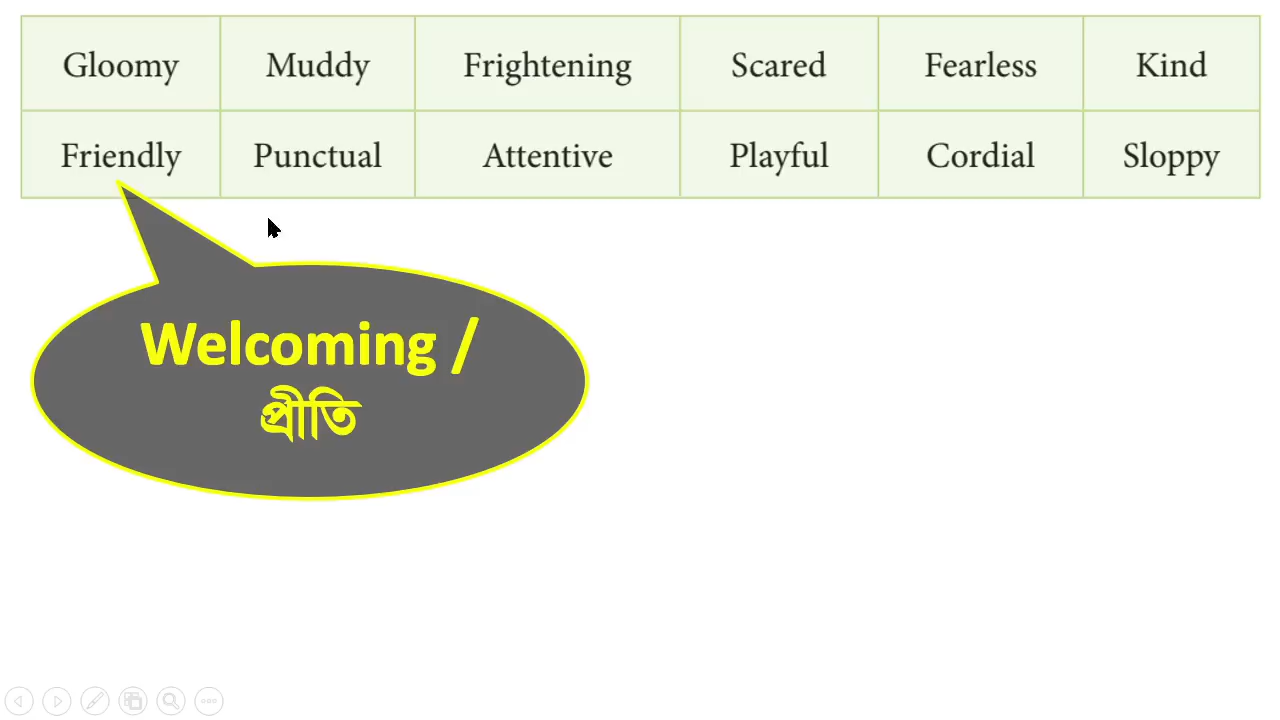 Gloomy Muddy Frightening Scared Fearless Kind
Friendly Punctual Attentive Playful Cordial Sloppy
Welcoming /
প্রীতি